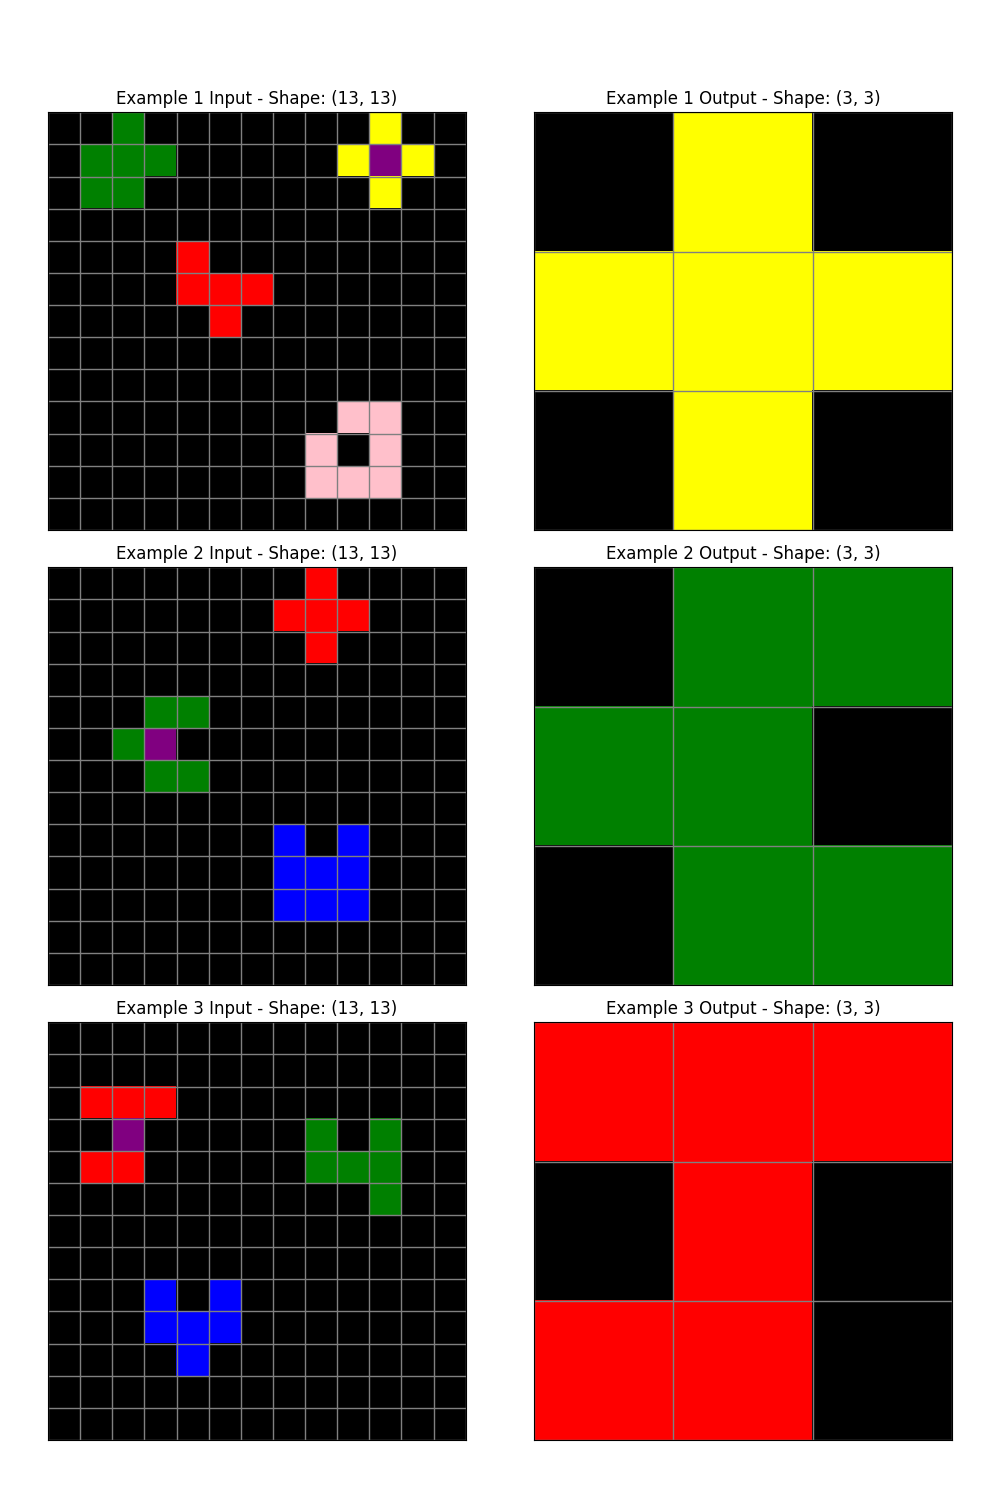 Example 1 Input - Shape: (13, 13)
Example 1 Output - Shape: (3, 3)
Example 2 Input - Shape: (13, 13)
Example 2 Output - Shape: (3, 3)
Example 3 Input - Shape: (13, 13)
Example 3 Output - Shape: (3, 3)